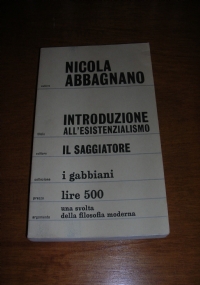 NICOLA
ABBAGNANO
INTRODUZIONE
ALL'ESISTENZIALISMO
IL SAGGIATORE
i gabbiani
lire 500
una svolta
della filosofia moderna